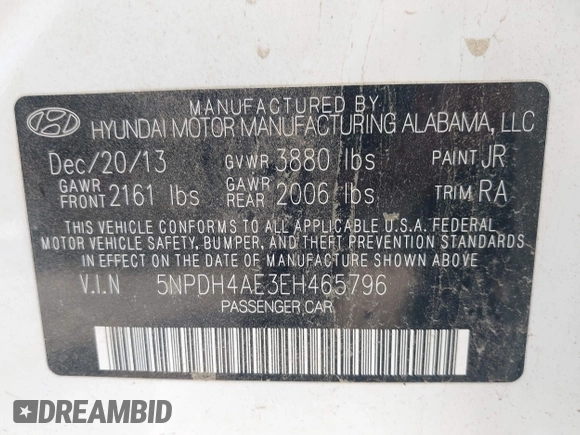 MANUFACTURED BY
HYUNDAI MOTOR MANUFACTURING ALABAMA, LLC
Dec/20/13 GVWR 3880 lbs PAINT JR
GAWR FRONT 2161 lbs GAWR REAR 2006 lbs TRIM RA
THIS VEHICLE CONFORMS TO ALL APPLICABLE U.S.A. FEDERAL
MOTOR VEHICLE SAFETY, BUMPER, AND THEFT PREVENTION
STANDARDS IN EFFECT ON THE DATE OF MANUFACTURE SHOWN ABOVE
V.I.N 5NPDH4AE3EH465796
PASSENGER CAR
DREAMBID